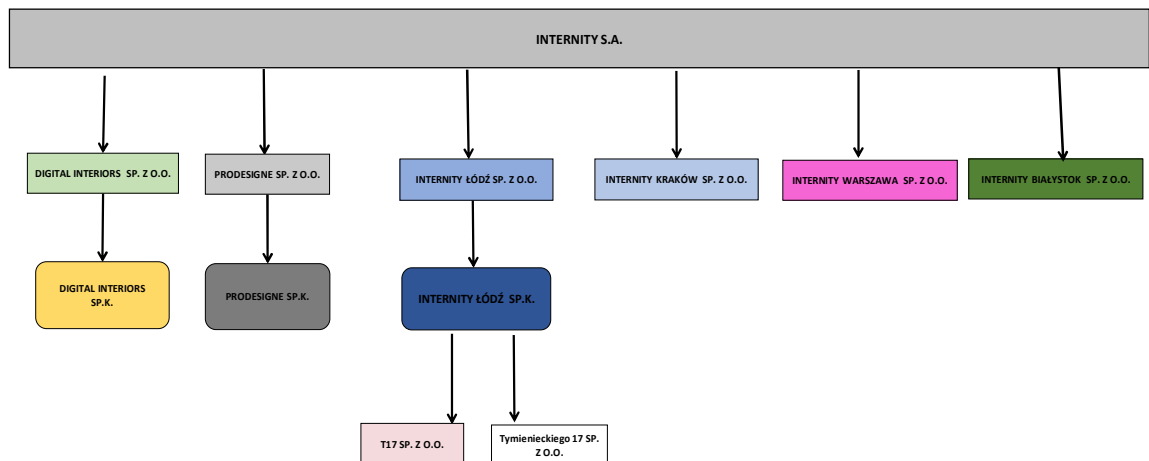 INTERNITY S.A.
DIGITAL INTERIORS SP. Z O.O.
PRODESIGNE SP. Z O.O.
INTERNITY ŁÓDŹ SP. Z O.O.
INTERNITY KRAKÓW SP. Z O.O.
INTERNITY WARSZAWA SP. Z O.O.
INTERNITY BIAŁYSTOK SP. Z O.O.
DIGITAL INTERIORS
SP.K.
PRODESIGNE SP.K.
INTERNITY ŁÓDŹ SP.K.
T17 SP. Z O.O.
Tymienieckiego 17 SP.
Z O.O.